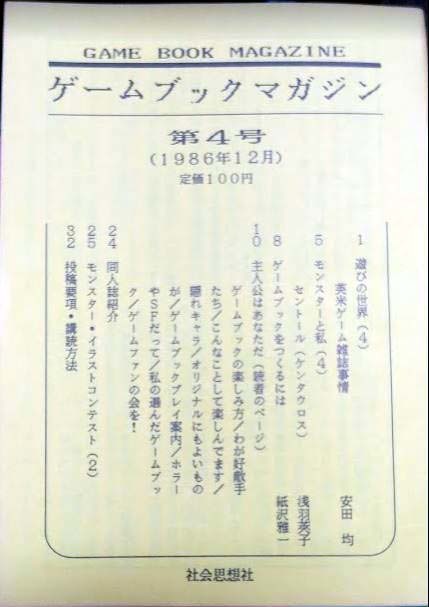 GAME BOOK MAGAZINE
ゲームブックマガジン
第4号
(1986年12月)
定価100円
1 遊びの世界(4)
英米ゲーム雑誌事情 安田 均
5 モンスターと私(4)
セントール(ケンタウロス) 浅羽莢子
8 ゲームブックをつくるには 紙沢雅一
10 主人公はあなただ(読者のページ)
ゲームブックの楽しみ方/わが好敵手
たち/こんなことして楽しんでます/
隠れキャラ/オリジナルにもよいもの
が/ゲームブックプレイ案内/ホラー
やSFだって/私の選んだゲームブッ
ク/ゲームファンの会を!
24 同人誌紹介
25 モンスター・イラストコンテスト(2)
32 投稿要項・購読方法
社会思想社